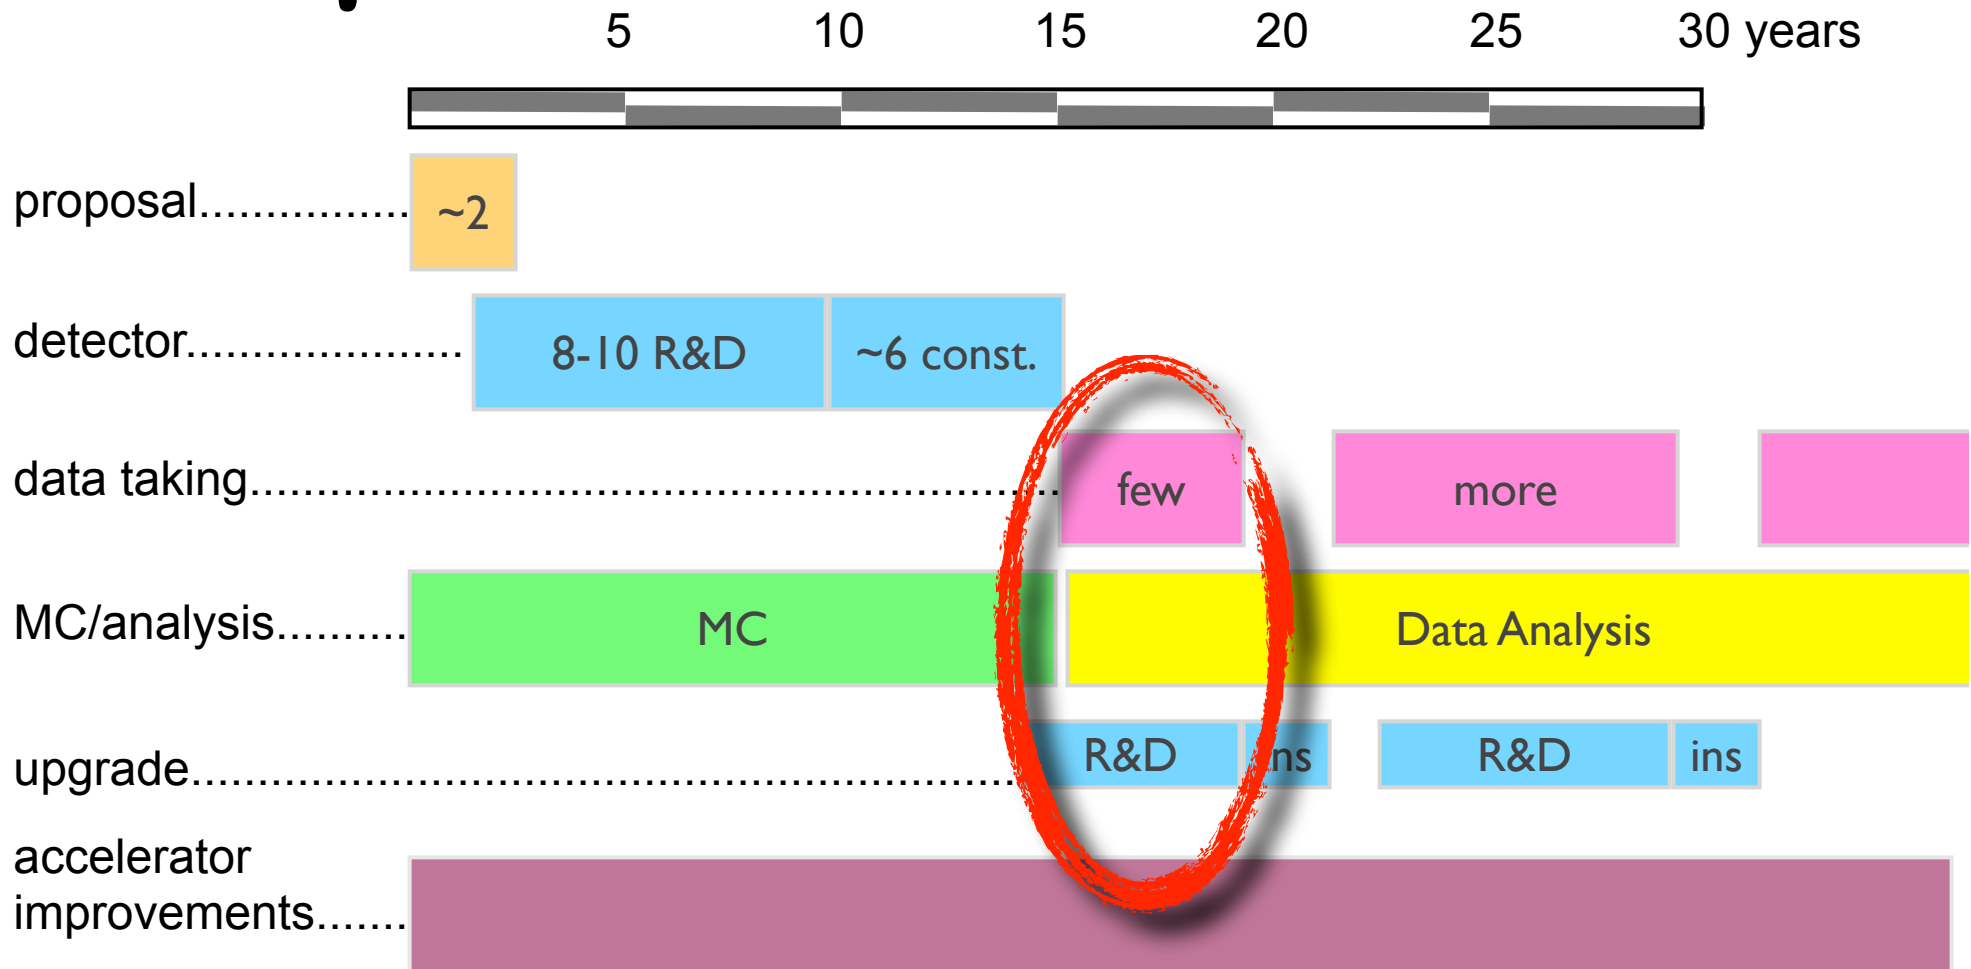 5 10 15 20 25 30 years
proposal................ ~2
detector..................... 8-10 R&D ~6 const.
data taking............................................................. few more
MC/analysis.......... MC Data Analysis
upgrade............................................................... R&D R&D ins
accelerator
improvements.......